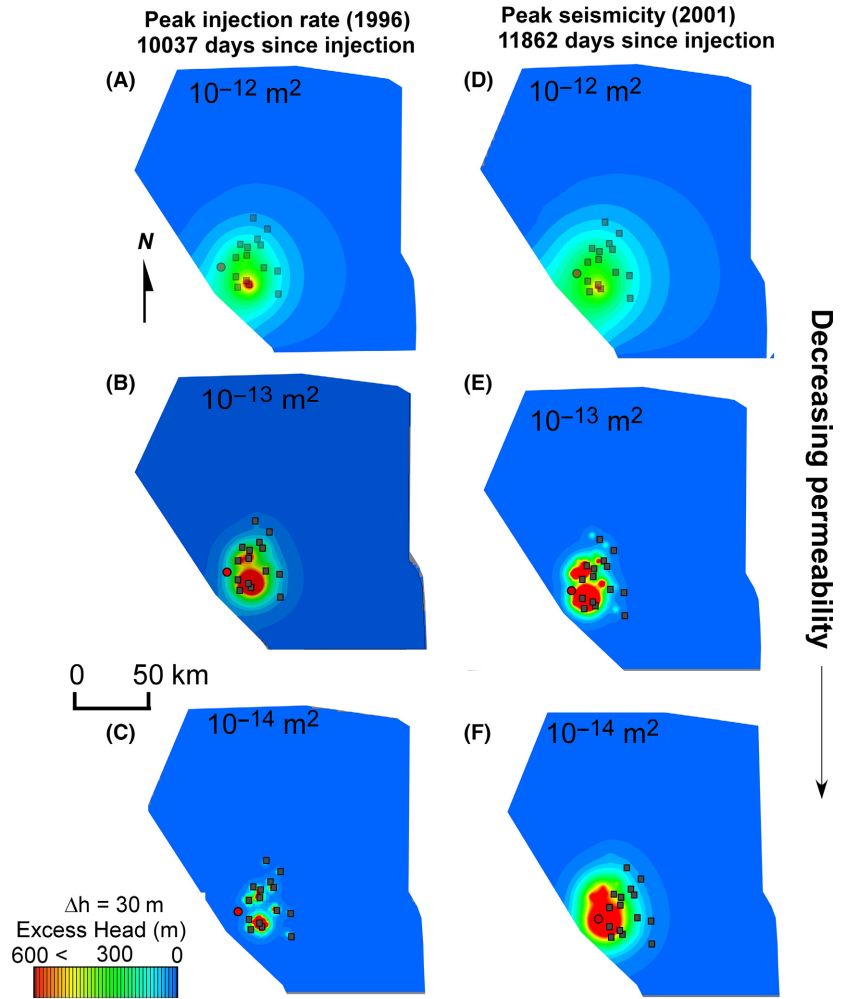 Peak injection rate (1996)
10037 days since injection
Peak seismicity (2001)
11862 days since injection
(A)
10–12 m2
(D)
10–12 m2
N
(B)
10–13 m2
(E)
10–13 m2
Decreasing permeability
0 50 km
(C)
10–14 m2
(F)
10–14 m2
Δh = 30 m
Excess Head (m)
600 < 300 0